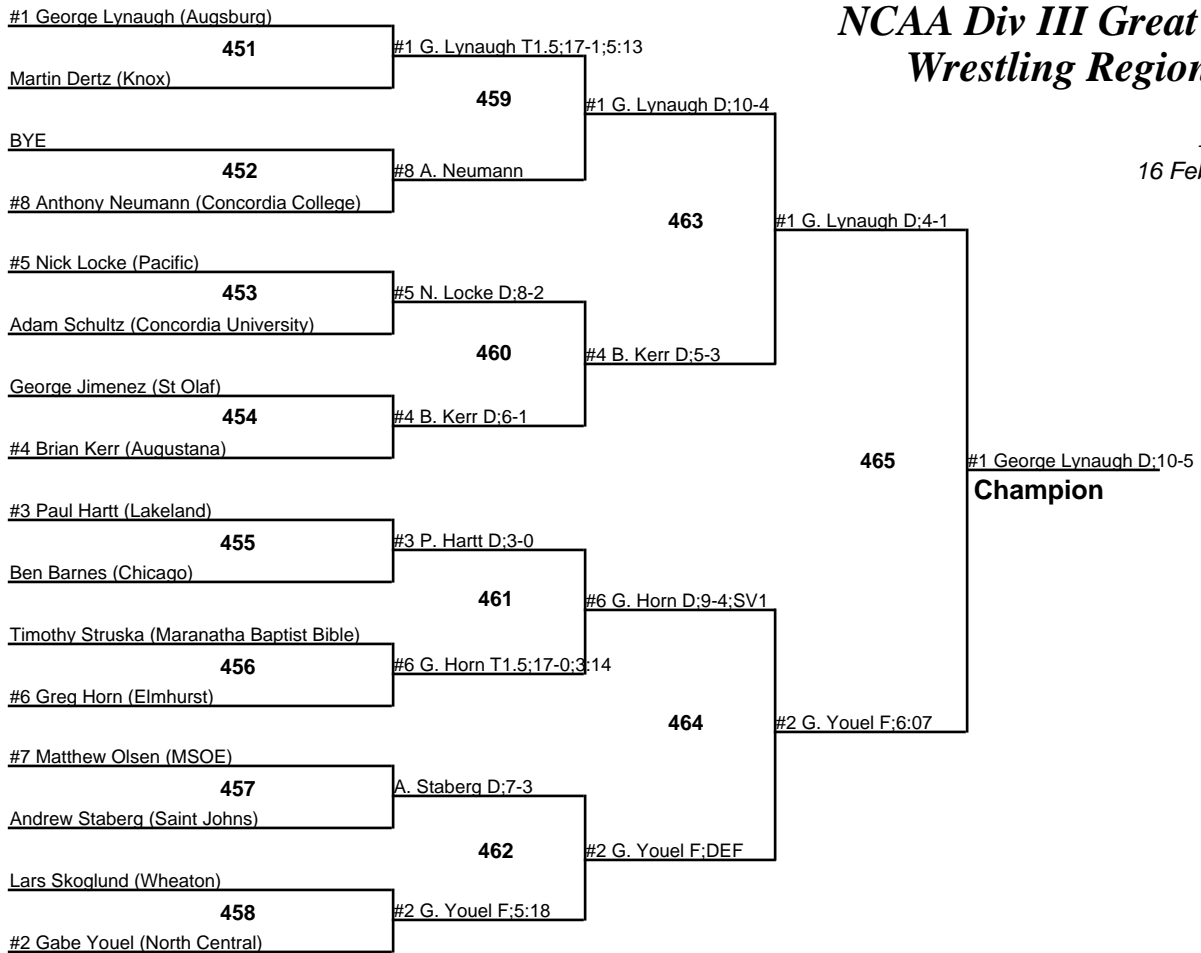 NCAA Div III Great
Wrestling Region
16 Feb
#1 George Lynaugh (Augsburg)
451
Martin Dertz (Knox)
BYE
452
#8 Anthony Neumann (Concordia College)
#5 Nick Locke (Pacific)
453
Adam Schultz (Concordia University)
George Jimenez (St Olaf)
454
#4 Brian Kerr (Augustana)
#3 Paul Hartt (Lakeland)
455
Ben Barnes (Chicago)
Timothy Struska (Maranatha Baptist Bible)
456
#6 Greg Horn (Elmhurst)
#7 Matthew Olsen (MSOE)
457
Andrew Staberg (Saint Johns)
Lars Skoglund (Wheaton)
458
#2 Gabe Youel (North Central)
#1 G. Lynaugh T1.5;17-1;5:13
459
#8 A. Neumann
#5 N. Locke D;8-2
460
#4 B. Kerr D;6-1
#3 P. Hartt D;3-0
461
#6 G. Horn T1.5;17-0;3:14
A. Staberg D;7-3
462
#2 G. Youel F;5:18
#1 G. Lynaugh D;10-4
463
#4 B. Kerr D;5-3
#6 G. Horn D;9-4;SV1
464
#2 G. Youel F;DEF
#1 G. Lynaugh D;4-1
465
#2 G. Youel F;6:07
#1 George Lynaugh D;10-5
Champion